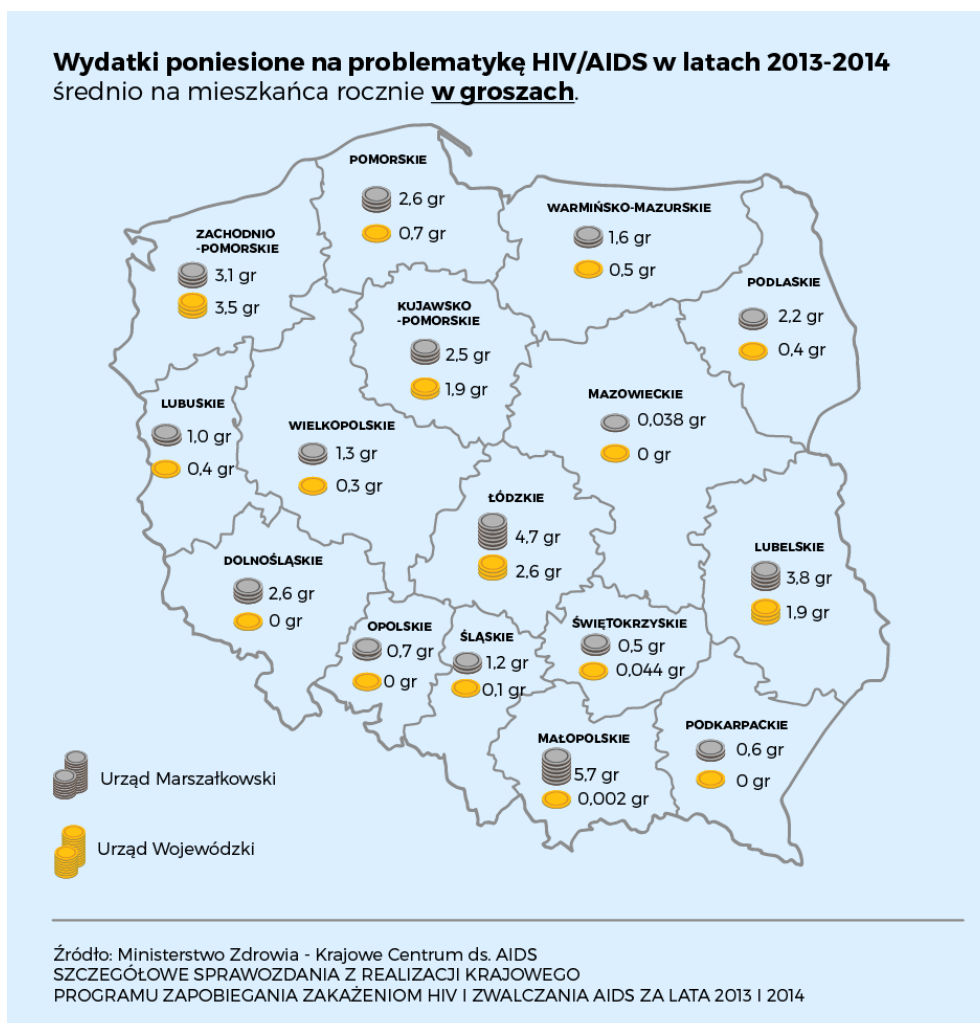 Wydatki poniesione na problematykę HIV/AIDS w latach 2013-2014
średnio na mieszkańca rocznie w groszach.
POMORSKIE
2,6 gr
0,7 gr
WARMIŃSKO-MAZURSKIE
1,6 gr
0,5 gr
ZACHODNIO
-POMORSKIE
3,1 gr
3,5 gr
PODLASKIE
2,2 gr
0,4 gr
KUJAWSKO
-POMORSKIE
2,5 gr
1,9 gr
MAZOWIECKIE
0,038 gr
0 gr
LUBUSKIE
1,0 gr
0,4 gr
WIELKOPOLSKIE
1,3 gr
0,3 gr
ŁÓDZKIE
4,7 gr
2,6 gr
LUBELSKIE
3,8 gr
1,9 gr
DOLNOŚLĄSKIE
2,6 gr
0 gr
OPOLSKIE
0,7 gr
0 gr
ŚLĄSKIE
1,2 gr
0,1 gr
ŚWIĘTOKRZYSKIE
0,5 gr
0,044 gr
MAŁOPOLSKIE
5,7 gr
0,002 gr
PODKARPACKIE
0,6 gr
0 gr
Urząd Marszałkowski
Urząd Wojewódzki
Źródło: Ministerstwo Zdrowia - Krajowe Centrum ds. AIDS
SZCZEGÓŁOWE SPRAWOZDANIA Z REALIZACJI KRAJOWEGO
PROGRAMU ZAPOBIEGANIA ZAKAŻENIOM HIV I ZWALCZANIA AIDS ZA LATA 2013 I 2014